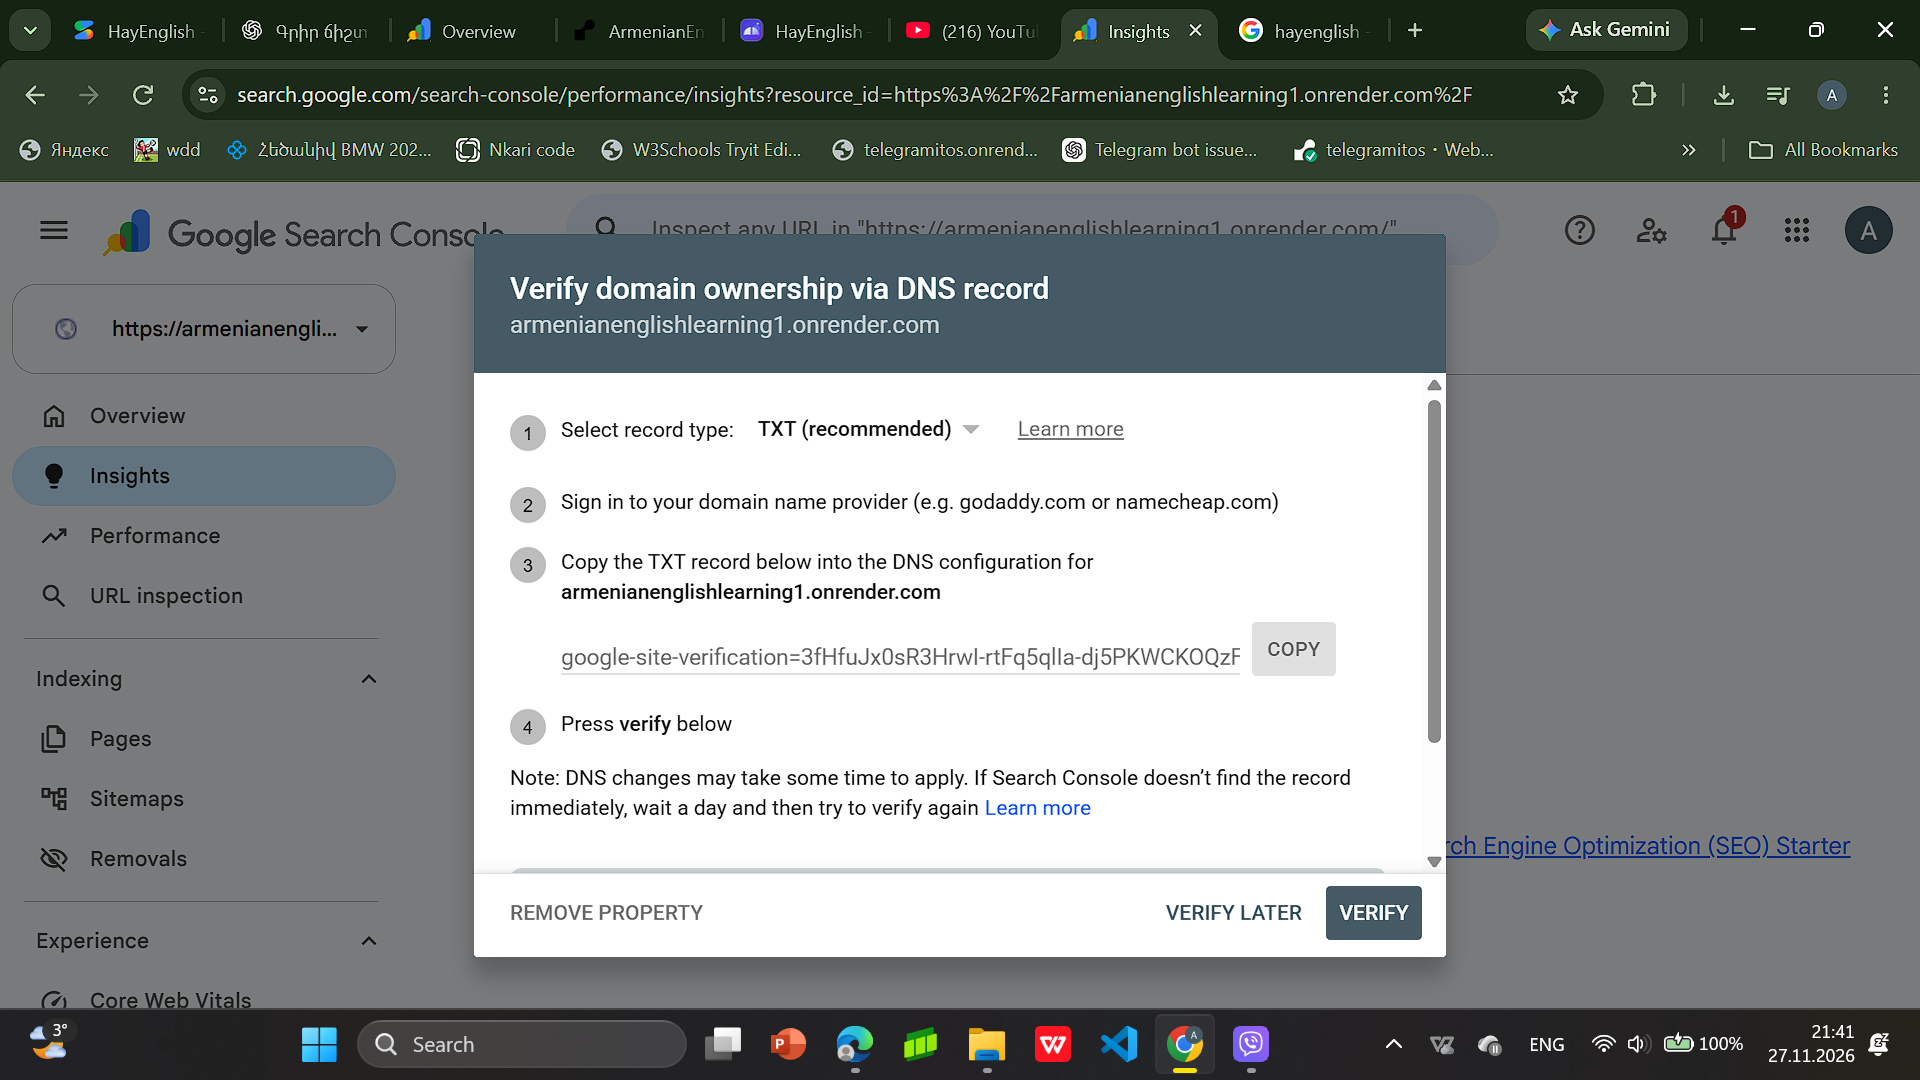 HayEnglish
Գրիր ճիշտ
Overview
ArmenianEn
HayEnglish
(216) YouTu
Insights
hayenglish
Ask Gemini
search.google.com/search-console/performance/insights?resource_id=https%3A%2F%2Farmenianenglishlearning1.onrender.com%2F
A
Яндекс
wdd
Հեծանիվ BMW 202...
Nkari code
W3Schools Tryit Edi...
telegramitos.onrend...
Telegram bot issue...
telegramitos • Web...
All Bookmarks
Google Search Console
Inspect any URL in "https://armenianenglishlearning1.onrender.com/"
1
A
https://armenianengli...
Insights
Overview
Performance
URL inspection
Indexing
Pages
Sitemaps
Removals
Experience
Core Web Vitals
Verify domain ownership via DNS record
armenianenglishlearning1.onrender.com
1 Select record type: TXT (recommended) Learn more
2 Sign in to your domain name provider (e.g. godaddy.com or namecheap.com)
3 Copy the TXT record below into the DNS configuration for
armenianenglishlearning1.onrender.com
COPY
4 Press verify below
Note: DNS changes may take some time to apply. If Search Console doesn't find the record
immediately, wait a day and then try to verify again Learn more
REMOVE PROPERTY
VERIFY LATER
VERIFY
rch Engine Optimization (SEO) Starter
3°
Search
ENG
100%
21:41
27.11.2026